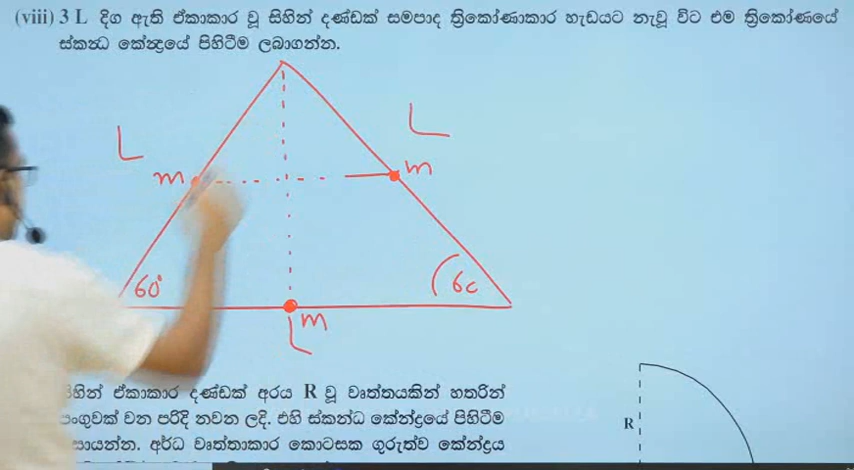 (viii) 3 L දිග ඇති ඒකාකාර වූ සිහින් දණ්ඩක් සමපාද ත්‍රිකෝණාකාර හැඩයට නැවූ විට එම ත්‍රිකෝණයේ
ස්කන්ධ කේන්ද්‍රයේ පිහිටීම ලබාගන්න.
L
L
m
m
60°
60
m
L
ඒකාකාර දණ්ඩක් අරය R වූ වෘත්තයකින් හතරින්
පංගුවක් වන පරිදි නවන ලදි. එහි ස්කන්ධ කේන්ද්‍රයේ පිහිටීම
අර්ධ වෘත්තාකාර කොටසක ගුරුත්ව කේන්ද්‍රය
R